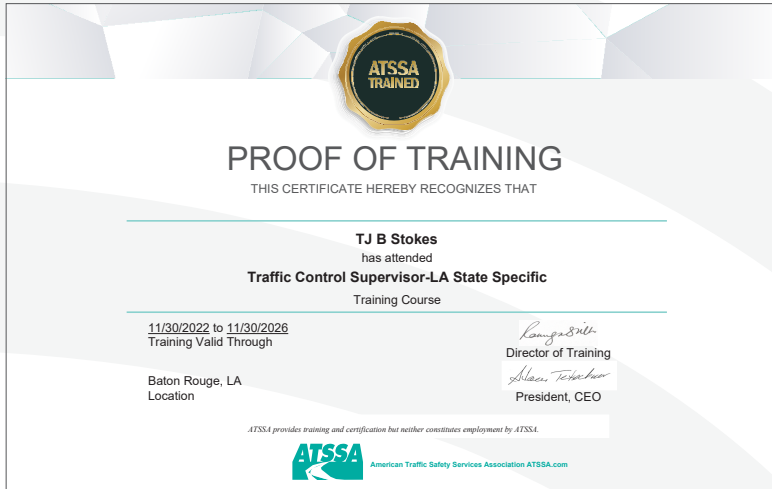 ATSSA
TRAINED
PROOF OF TRAINING
THIS CERTIFICATE HEREBY RECOGNIZES THAT
TJ B Stokes
has attended
Traffic Control Supervisor-LA State Specific
Training Course
11/30/2022 to 11/30/2026
Training Valid Through
Director of Training
Baton Rouge, LA
Location
President, CEO
ATSSA provides training and certification but neither constitutes employment by ATSSA.
ATSSA
American Traffic Safety Services Association ATSSA.com